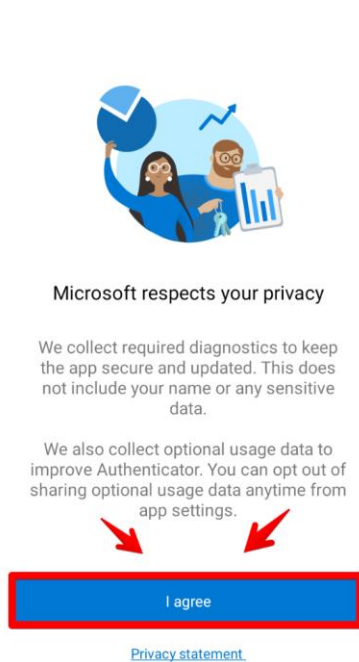 Microsoft respects your privacy
We collect required diagnostics to keep
the app secure and updated. This does
not include your name or any sensitive
data.
We also collect optional usage data to
improve Authenticator. You can opt out of
sharing optional usage data anytime from
app settings.
I agree
Privacy statement